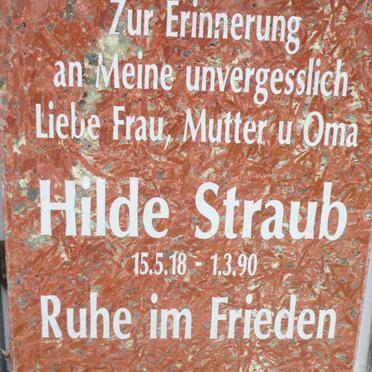 Zur Erinnerung
an Meine unvergesslich
Liebe Frau, Mutter u Oma
Hilde Straub
15.5.18 - 1.3.90
Ruhe im Frieden